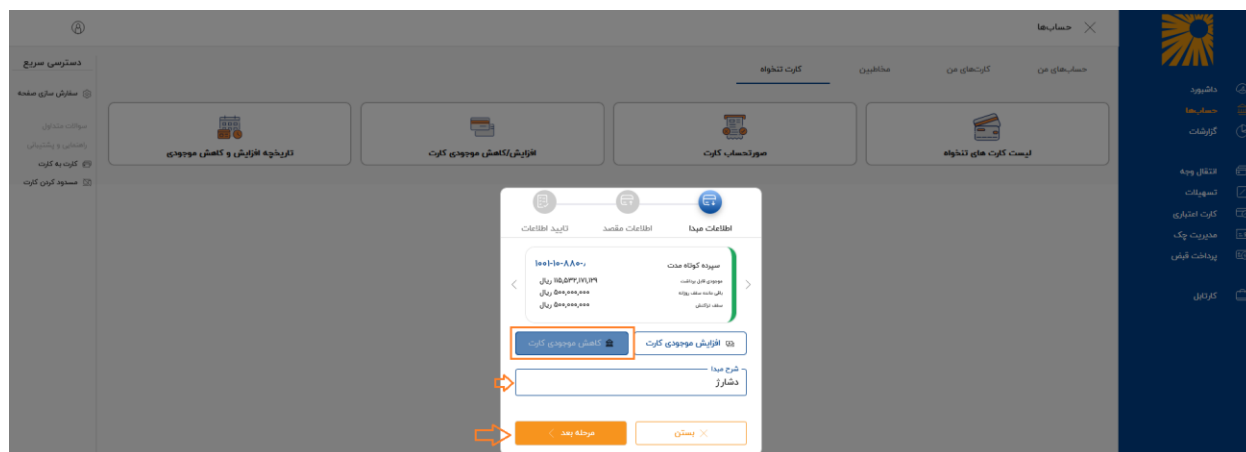 حساب‌ها
داشبورد
حساب‌ها
گزارشات
انتقال وجه
تسهیلات
کارت اعتباری
مدیریت چک
پرداخت قبض
کارتابل
حساب‌های من
کارت‌های من
مخاطبین
کارت تنخواه
لیست کارت های تنخواه
صورتحساب کارت
افزایش/کاهش موجودی کارت
تاریخچه افزایش و کاهش موجودی
دسترسی سریع
سفارش سازی صفحه
سوالات متداول
راهنمایی و پشتیبانی
کارت به کارت
مسدود کردن کارت
اطلاعات مبدا
اطلاعات مقصد
تایید اطلاعات
سپرده کوتاه مدت
موجودی قابل برداشت ۱۱۵,۵۳۲,۱۷۱,۱۲۹ ریال
باقی مانده سقف روزانه ۵۰۰,۰۰۰,۰۰۰ ریال
سقف تراکنش ۵۰۰,۰۰۰,۰۰۰ ریال
افزایش موجودی کارت
کاهش موجودی کارت
شرح مبدا
دشارژ
بستن
مرحله بعد